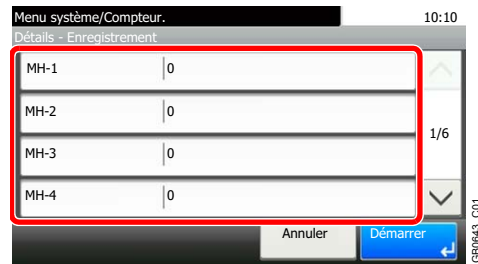 Menu système/Compteur. 10:10
Détails - Enregistrement
MH-1 0
MH-2 0
1/6
MH-3 0
MH-4 0
Annuler Démarrer
GB0643_C01